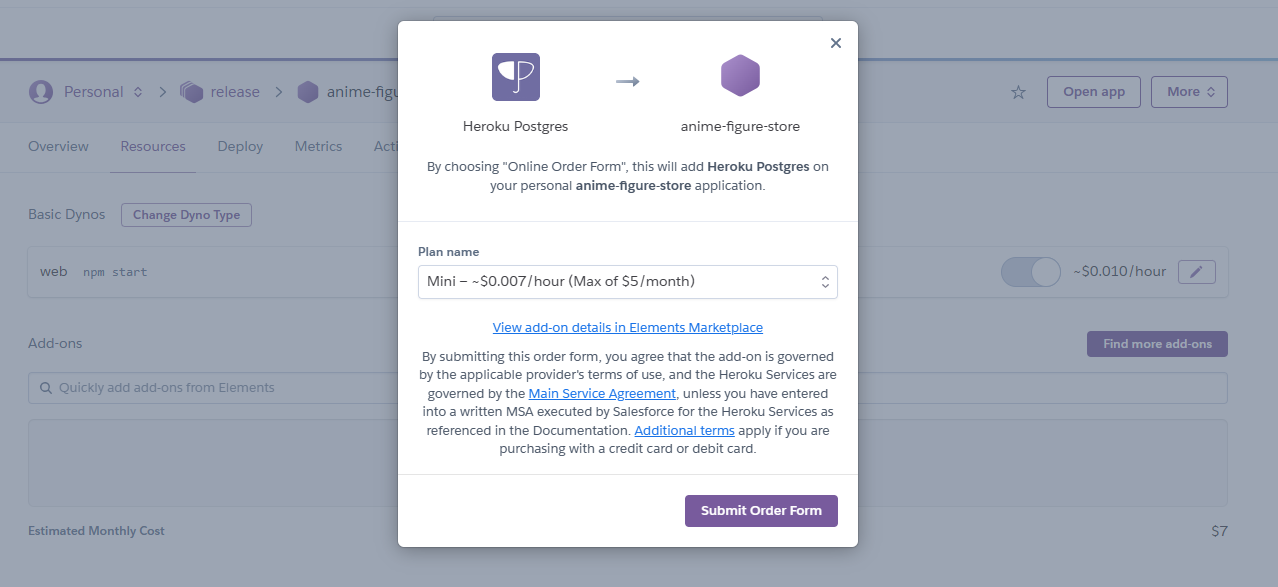 Personal
release
anime-figu
Open app
More
Overview
Resources
Deploy
Metrics
Acti
Basic Dynos
Change Dyno Type
web
npm start
~$0.010/hour
Add-ons
Find more add-ons
Quickly add add-ons from Elements
Estimated Monthly Cost
$7
Heroku Postgres
anime-figure-store
By choosing "Online Order Form", this will add Heroku Postgres on
your personal anime-figure-store application.
Plan name
Mini – ~$0.007/hour (Max of $5/month)
View add-on details in Elements Marketplace
By submitting this order form, you agree that the add-on is governed
by the applicable provider's terms of use, and the Heroku Services are
governed by the Main Service Agreement, unless you have entered
into a written MSA executed by Salesforce for the Heroku Services as
referenced in the Documentation. Additional terms apply if you are
purchasing with a credit card or debit card.
Submit Order Form